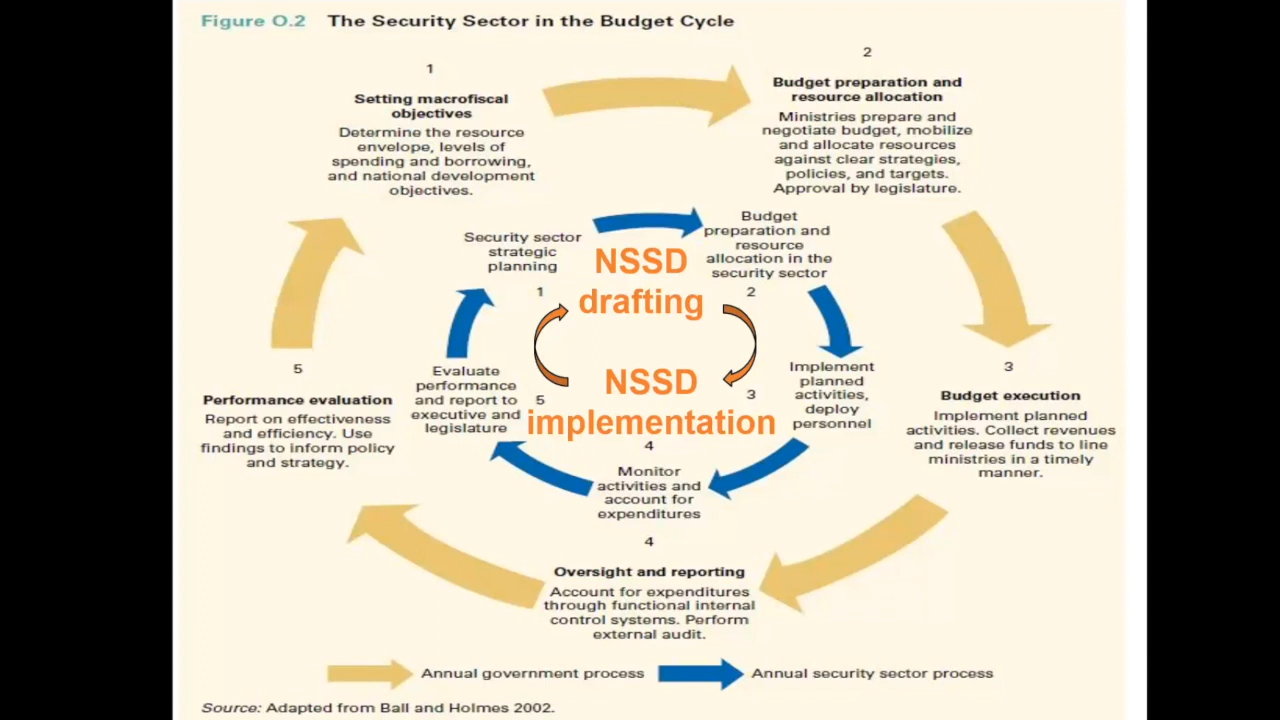 Figure O.2 The Security Sector in the Budget Cycle
1
Setting macrofiscal
objectives
Determine the resource
envelope, levels of
spending and borrowing,
and national development
objectives.
2
Budget preparation and
resource allocation
Ministries prepare and
negotiate budget, mobilize
and allocate resources
against clear strategies,
policies, and targets.
Approval by legislature.
Security sector
strategic
planning
1
Budget
preparation and
resource
allocation in the
security sector
2
NSSD
drafting
NSSD
implementation
5
Performance evaluation
Report on effectiveness
and efficiency. Use
findings to inform policy
and strategy.
Evaluate
performance
and report to
executive and
legislature
5
3
Implement
planned
activities,
deploy
personnel
3
Budget execution
Implement planned
activities. Collect revenues
and release funds to line
ministries in a timely
manner.
4
Monitor
activities and
account for
expenditures
4
Oversight and reporting
Account for expenditures
through functional internal
control systems. Perform
external audit.
Annual government process
Annual security sector process
Source: Adapted from Ball and Holmes 2002.